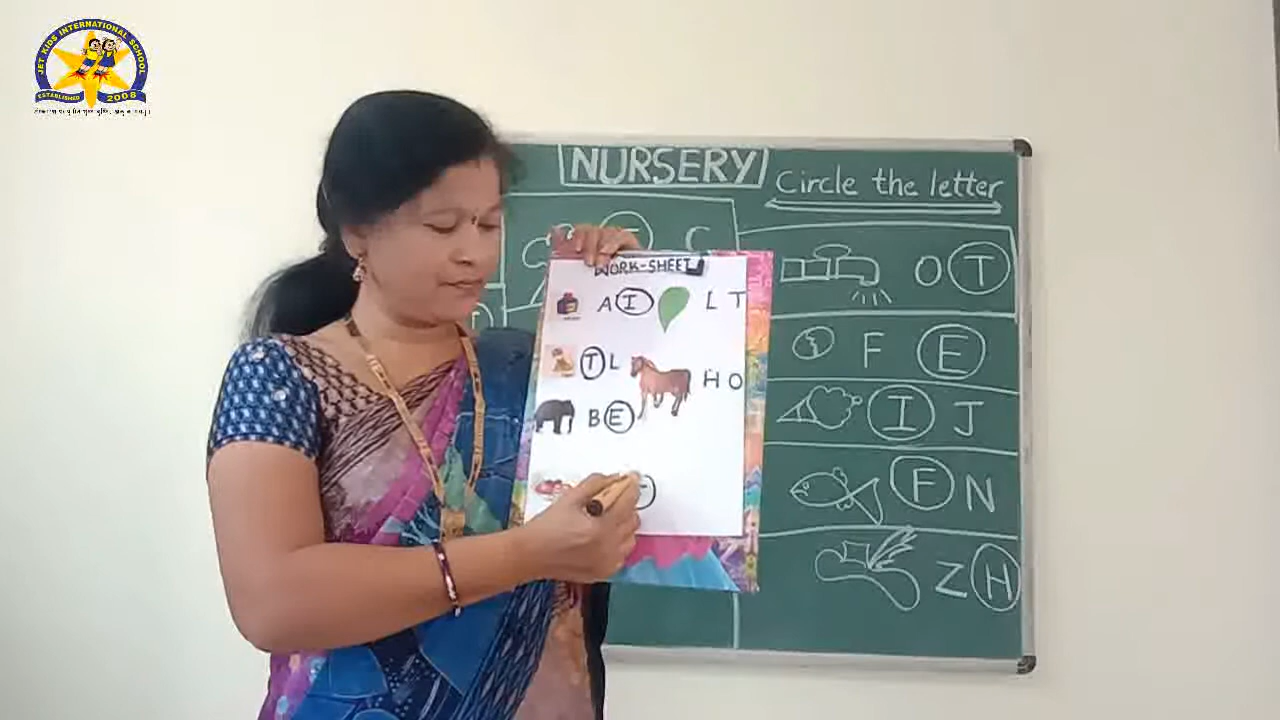 JET KIDS INTERNATIONAL SCHOOL
ESTABLISHED 2008
NURSERY
Circle the letter
C
WORK-SHEET
A I
L T
T L
H O
B E
O T
F E
I J
F N
Z H